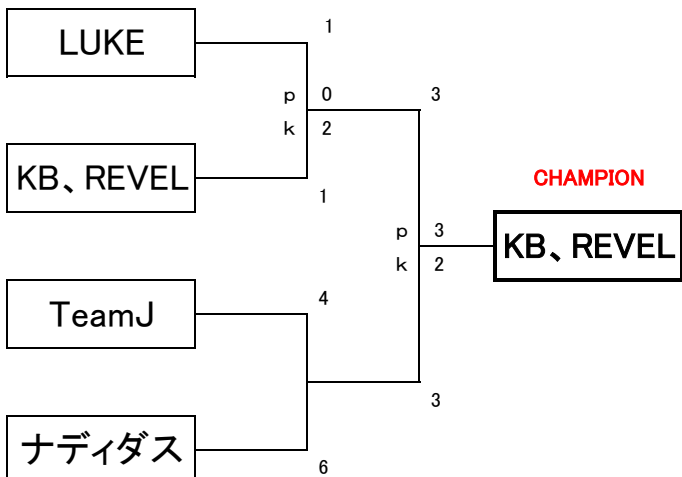 LUKE
1
p 0
k 2
KB、REVEL
1
3
p 3
k 2
CHAMPION
KB、REVEL
TeamJ
4
ナディダス
6
3